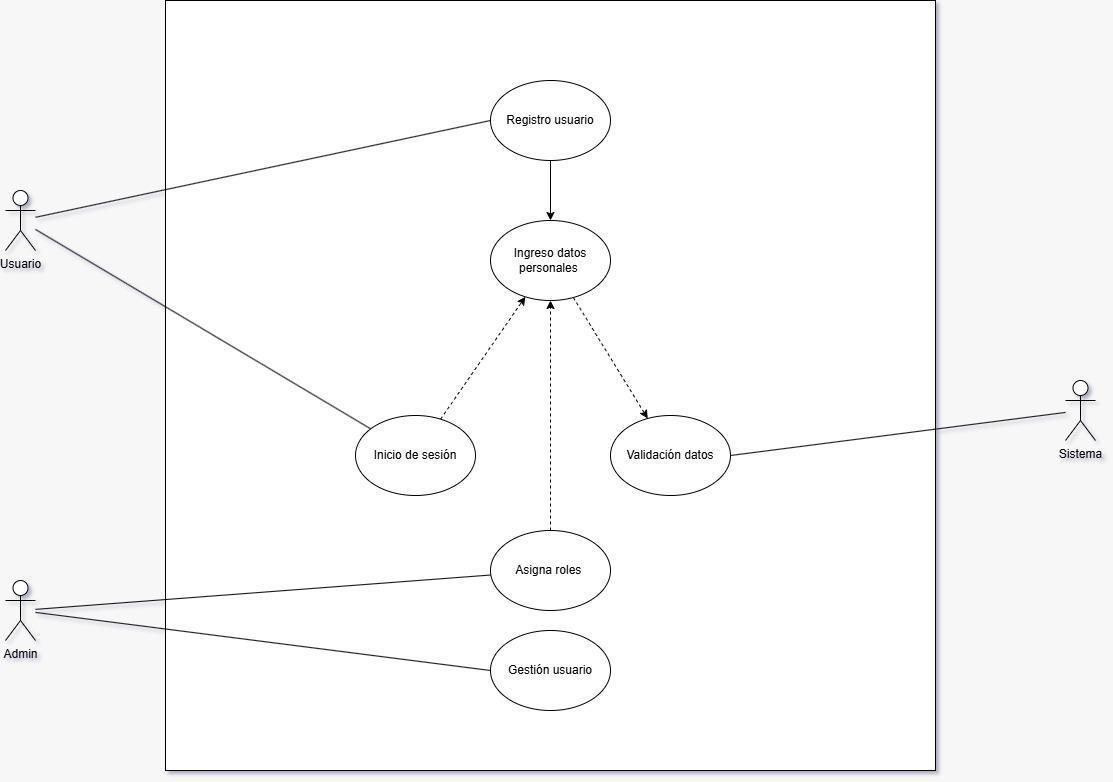 Registro usuario
Usuario
Ingreso datos
personales
Inicio de sesión
Validación datos
Sistema
Asigna roles
Admin
Gestión usuario